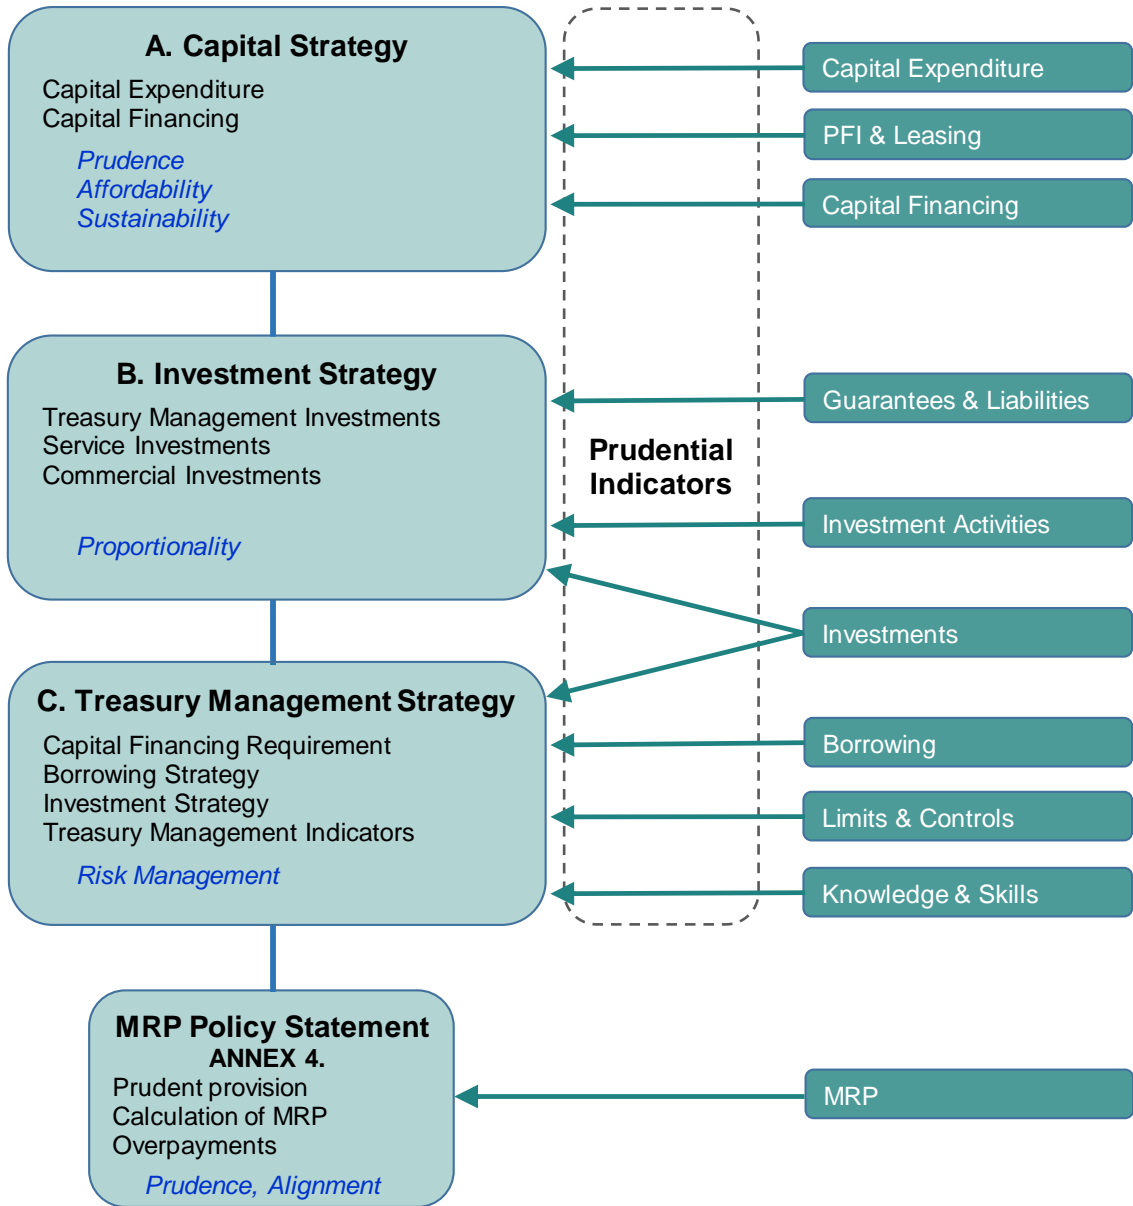 A. Capital Strategy
Capital Expenditure
Capital Financing
Prudence
Affordability
Sustainability
Capital Expenditure
PFI & Leasing
Capital Financing
B. Investment Strategy
Treasury Management Investments
Service Investments
Commercial Investments
Proportionality
Prudential
Indicators
Guarantees & Liabilities
Investment Activities
Investments
C. Treasury Management Strategy
Capital Financing Requirement
Borrowing Strategy
Investment Strategy
Treasury Management Indicators
Risk Management
Borrowing
Limits & Controls
Knowledge & Skills
MRP Policy Statement
ANNEX 4.
Prudent provision
Calculation of MRP
Overpayments
Prudence, Alignment
MRP